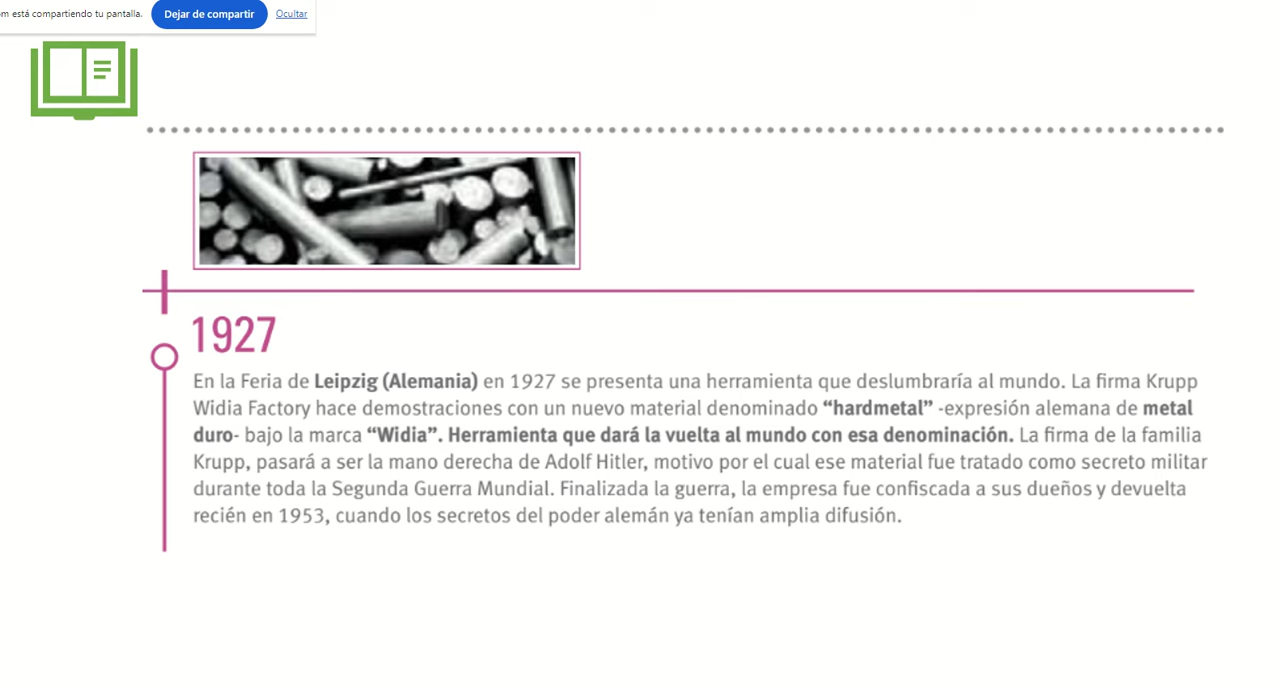 om está compartiendo tu pantalla. Dejar de compartir Ocultar
1927
En la Feria de Leipzig (Alemania) en 1927 se presenta una herramienta que deslumbraría al mundo. La firma Krupp
Widia Factory hace demostraciones con un nuevo material denominado “hardmetal” -expresión alemana de metal
duro- bajo la marca “Widia”. Herramienta que dará la vuelta al mundo con esa denominación. La firma de la familia
Krupp, pasará a ser la mano derecha de Adolf Hitler, motivo por el cual ese material fue tratado como secreto militar
durante toda la Segunda Guerra Mundial. Finalizada la guerra, la empresa fue confiscada a sus dueños y devuelta
recién en 1953, cuando los secretos del poder alemán ya tenían amplia difusión.